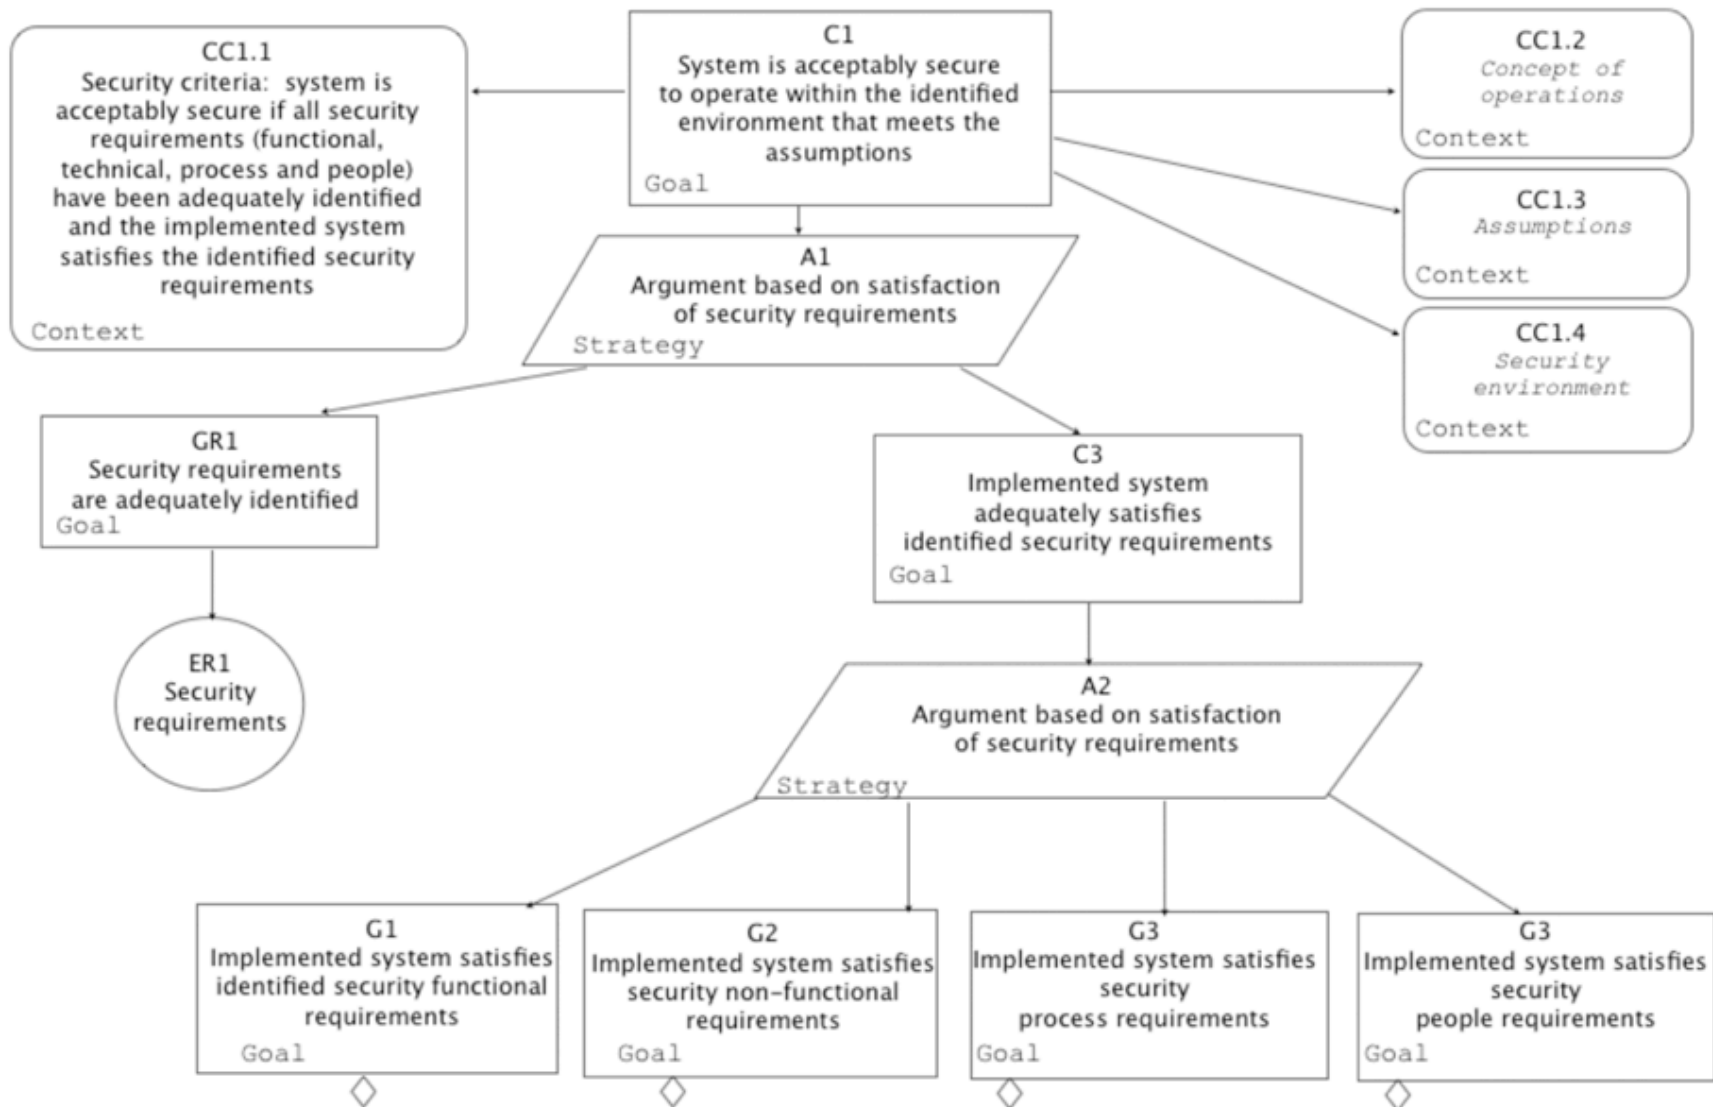 CC1.1
Security criteria: system is
acceptably secure if all security
requirements (functional,
technical, process and people)
have been adequately identified
and the implemented system
satisfies the identified security
requirements
Context
C1
System is acceptably secure
to operate within the identified
environment that meets the
assumptions
Goal
CC1.2
Concept of
operations
Context
CC1.3
Assumptions
Context
CC1.4
Security
environment
Context
A1
Argument based on satisfaction
of security requirements
Strategy
GR1
Security requirements
are adequately identified
Goal
C3
Implemented system
adequately satisfies
identified security requirements
Goal
ER1
Security
requirements
A2
Argument based on satisfaction
of security requirements
Strategy
G1
Implemented system satisfies
identified security functional
requirements
Goal
G2
Implemented system satisfies
security non-functional
requirements
Goal
G3
Implemented system satisfies
security
process requirements
Goal
G3
Implemented system satisfies
security
people requirements
Goal